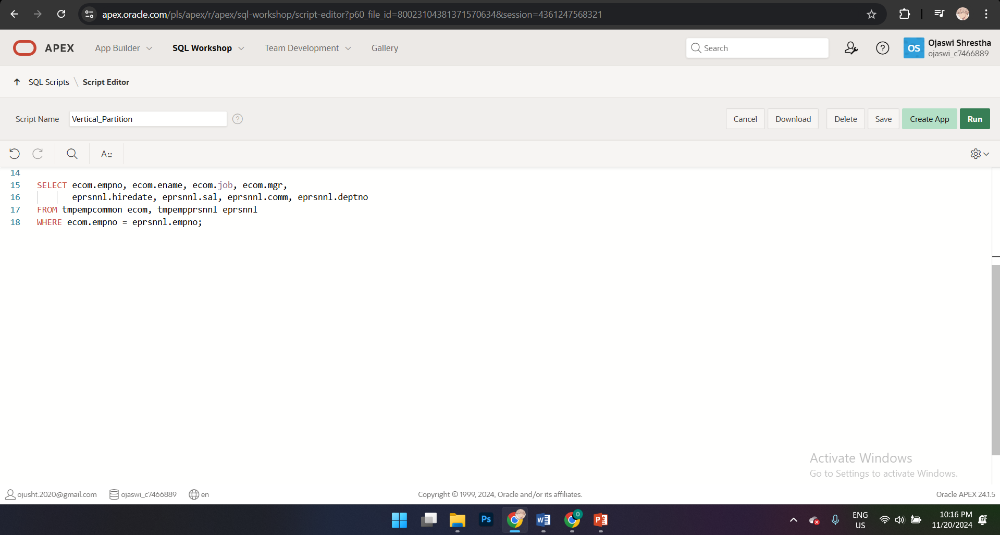 apex.oracle.com/pls/apex/r/apex/sql-workshop/script-editor?p60_file_id=80023104381371570634&session=4361247568321
APEX App Builder SQL Workshop Team Development Gallery Search OS Ojaswi Shrestha
ojaswi_c7466889
SQL Scripts \ Script Editor
Script Name Vertical_Partition ? Cancel Download Delete Save Create App Run
A::
14
15 SELECT ecom.empno, ecom.ename, ecom.job, ecom.mgr,
16 eprsnnl.hiredate, eprsnnl.sal, eprsnnl.comm, eprsnnl.deptno
17 FROM tmpempcommon ecom, tmpempprsnnl eprsnnl
18 WHERE ecom.empno = eprsnnl.empno;
Activate Windows
Go to Settings to activate Windows.
ojusht.2020@gmail.com ojaswi_c7466889 en Copyright © 1999, 2024, Oracle and/or its affiliates. Oracle APEX 24.1.5
Ps W O P ENG
US
10:16 PM
11/20/2024